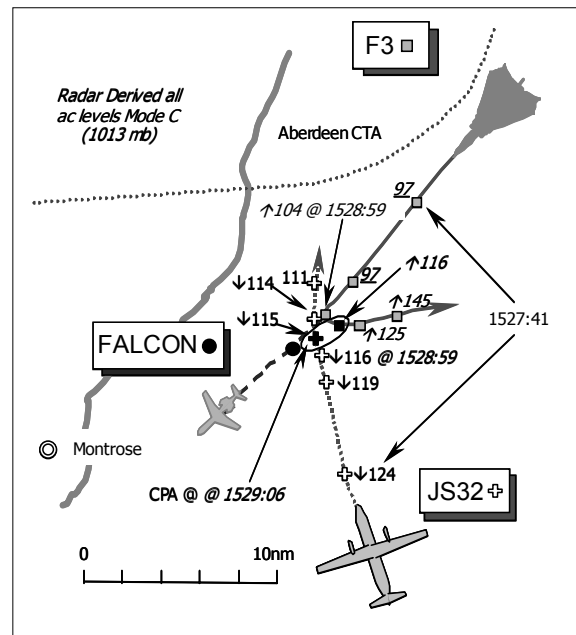 F3
Radar Derived all
ac levels Mode C
(1013 mb)
Aberdeen CTA
97
↑104 @ 1528:59
↓114
111
97
↑116
↑145
↓115
1527:41
FALCON
↑125
↓116 @ 1528:59
↓119
Montrose
↓124
CPA @ @ 1529:06
JS32
0
10nm